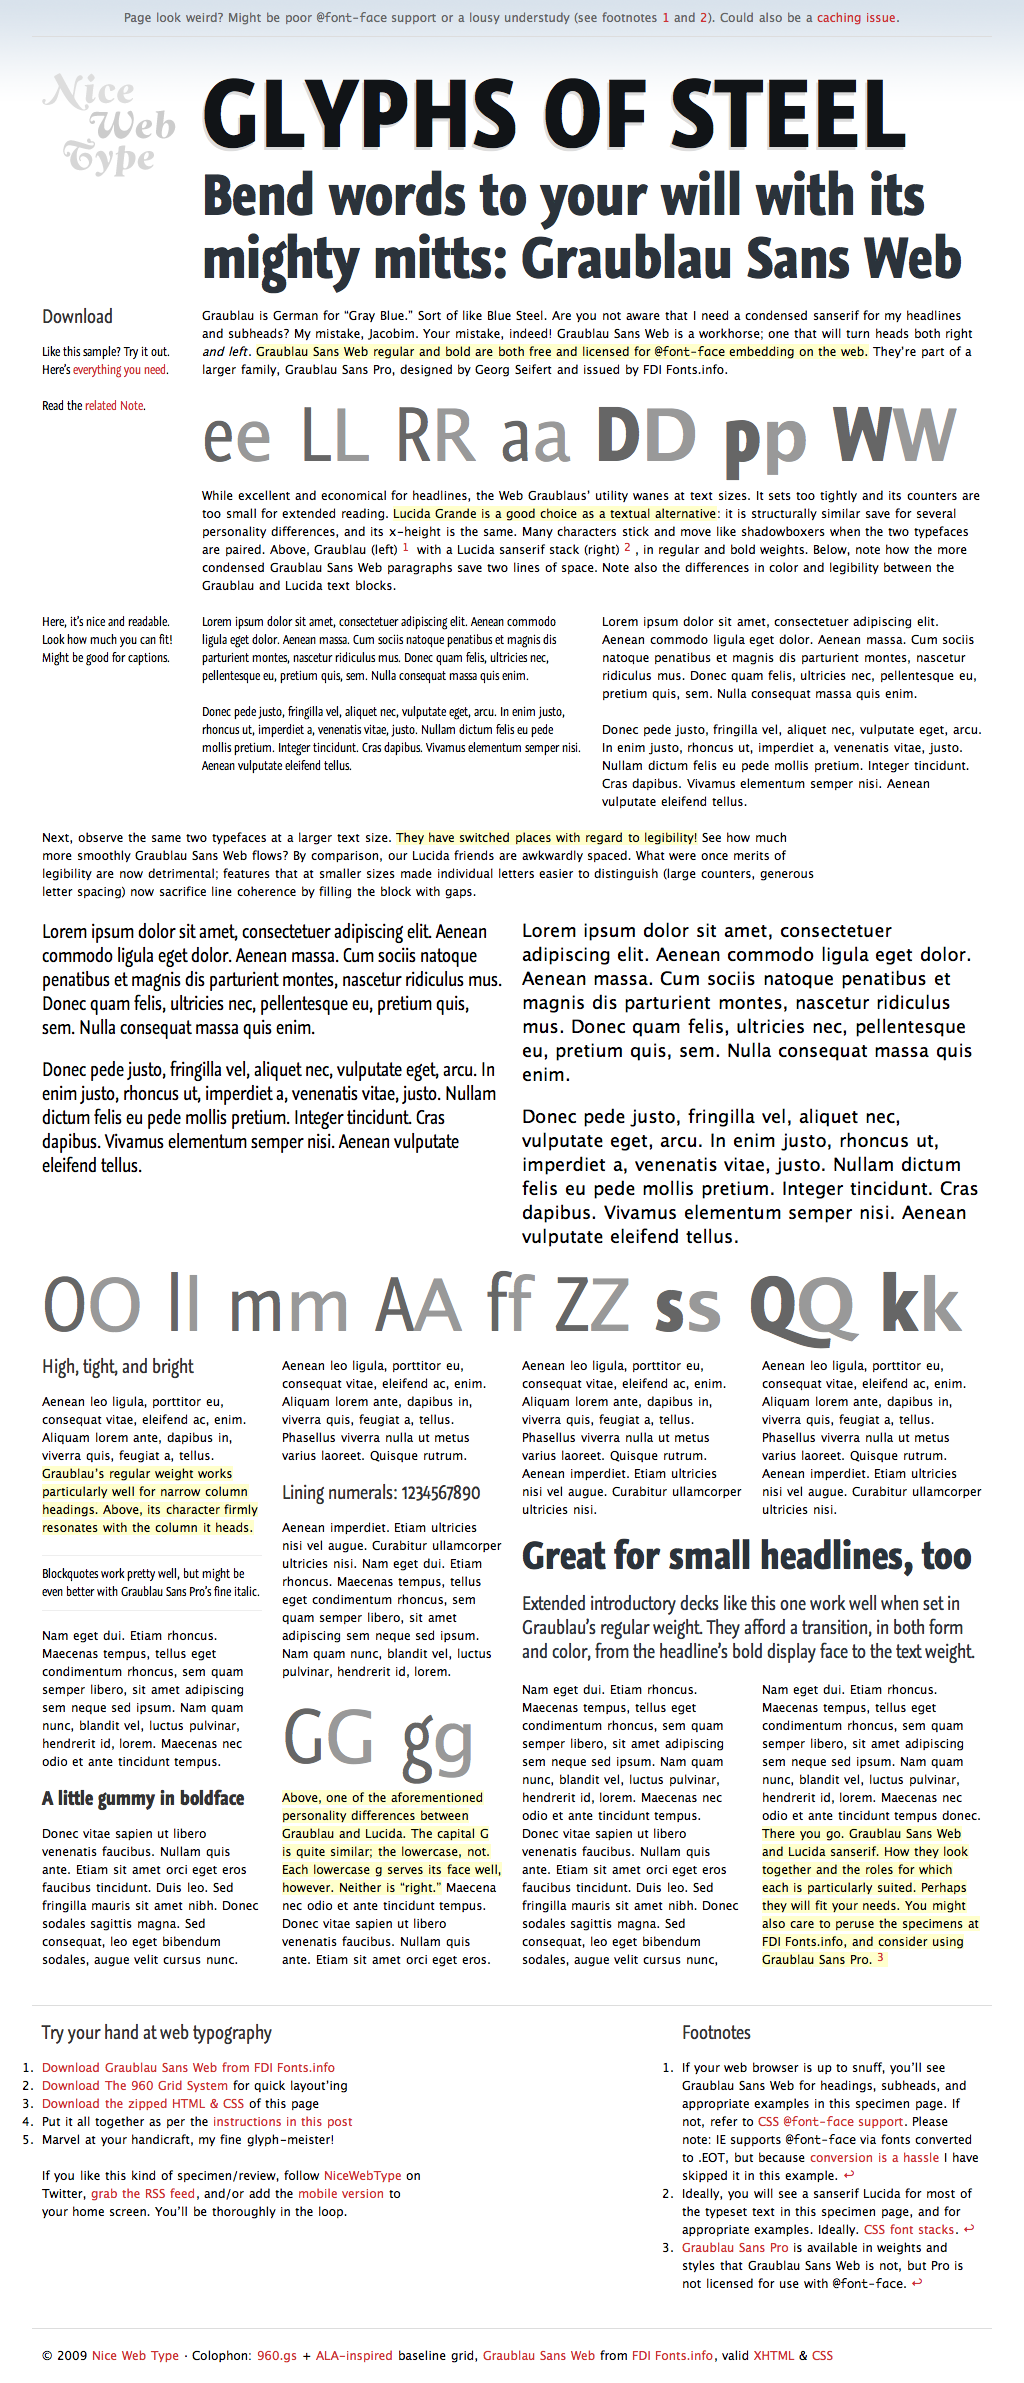 Page look weird? Might be poor @font-face support or a lousy understudy (see footnotes 1 and 2). Could also be a caching issue.
Nice
Web
Type
GLYPHS OF STEEL
Bend words to your will with its
mighty mitts: Graublau Sans Web
Download
Like this sample? Try it out.
Here's everything you need.
Read the related Note.
Graublau is German for “Gray Blue.” Sort of like Blue Steel. Are you not aware that I need a condensed sanserif for my headlines
and subheads? My mistake, Jacobim. Your mistake, indeed! Graublau Sans Web is a workhorse; one that will turn heads both right
and left. Graublau Sans Web regular and bold are both free and licensed for @font-face embedding on the web. They're part of a
larger family, Graublau Sans Pro, designed by Georg Seifert and issued by FDI Fonts.info.
ee LL RR aa DD pp WW
While excellent and economical for headlines, the Web Graublaus' utility wanes at text sizes. It sets too tightly and its counters are
too small for extended reading. Lucida Grande is a good choice as a textual alternative: it is structurally similar save for several
personality differences, and its x-height is the same. Many characters stick and move like shadowboxers when the two typefaces
are paired. Above, Graublau (left) 1 with a Lucida sanserif stack (right) 2 , in regular and bold weights. Below, note how the more
condensed Graublau Sans Web paragraphs save two lines of space. Note also the differences in color and legibility between the
Graublau and Lucida text blocks.
Here, it's nice and readable.
Look how much you can fit!
Might be good for captions.
Lorem ipsum dolor sit amet, consectetuer adipiscing elit. Aenean commodo
ligula eget dolor. Aenean massa. Cum sociis natoque penatibus et magnis dis
parturient montes, nascetur ridiculus mus. Donec quam felis, ultricies nec,
pellentesque eu, pretium quis, sem. Nulla consequat massa quis enim.
Donec pede justo, fringilla vel, aliquet nec, vulputate eget, arcu. In enim justo,
rhoncus ut, imperdiet a, venenatis vitae, justo. Nullam dictum felis eu pede
mollis pretium. Integer tincidunt. Cras dapibus. Vivamus elementum semper nisi.
Aenean vulputate eleifend tellus.
Lorem ipsum dolor sit amet, consectetuer adipiscing elit.
Aenean commodo ligula eget dolor. Aenean massa. Cum sociis
natoque penatibus et magnis dis parturient montes, nascetur
ridiculus mus. Donec quam felis, ultricies nec, pellentesque eu,
pretium quis, sem. Nulla consequat massa quis enim.
Donec pede justo, fringilla vel, aliquet nec, vulputate eget, arcu.
In enim justo, rhoncus ut, imperdiet a, venenatis vitae, justo.
Nullam dictum felis eu pede mollis pretium. Integer tincidunt.
Cras dapibus. Vivamus elementum semper nisi. Aenean
vulputate eleifend tellus.
Next, observe the same two typefaces at a larger text size. They have switched places with regard to legibility! See how much
more smoothly Graublau Sans Web flows? By comparison, our Lucida friends are awkwardly spaced. What were once merits of
legibility are now detrimental; features that at smaller sizes made individual letters easier to distinguish (large counters, generous
letter spacing) now sacrifice line coherence by filling the block with gaps.
Lorem ipsum dolor sit amet, consectetuer adipiscing elit. Aenean
commodo ligula eget dolor. Aenean massa. Cum sociis natoque
penatibus et magnis dis parturient montes, nascetur ridiculus mus.
Donec quam felis, ultricies nec, pellentesque eu, pretium quis,
sem. Nulla consequat massa quis enim.
Donec pede justo, fringilla vel, aliquet nec, vulputate eget, arcu. In
enim justo, rhoncus ut, imperdiet a, venenatis vitae, justo. Nullam
dictum felis eu pede mollis pretium. Integer tincidunt. Cras
dapibus. Vivamus elementum semper nisi. Aenean vulputate
eleifend tellus.
Lorem ipsum dolor sit amet, consectetuer
adipiscing elit. Aenean commodo ligula eget dolor.
Aenean massa. Cum sociis natoque penatibus et
magnis dis parturient montes, nascetur ridiculus
mus. Donec quam felis, ultricies nec, pellentesque
eu, pretium quis, sem. Nulla consequat massa quis
enim.
Donec pede justo, fringilla vel, aliquet nec,
vulputate eget, arcu. In enim justo, rhoncus ut,
imperdiet a, venenatis vitae, justo. Nullam dictum
felis eu pede mollis pretium. Integer tincidunt. Cras
dapibus. Vivamus elementum semper nisi. Aenean
vulputate eleifend tellus.
OO ll mm AA ff ZZ ss QQ kk
High, tight, and bright
Aenean leo ligula, porttitor eu,
consequat vitae, eleifend ac, enim.
Aliquam lorem ante, dapibus in,
viverra quis, feugiat a, tellus.
Graublau's regular weight works
particularly well for narrow column
headings. Above, its character firmly
resonates with the column it heads.
Blockquotes work pretty well, but might be
even better with Graublau Sans Pro's fine italic.
Nam eget dui. Etiam rhoncus.
Maecenas tempus, tellus eget
condimentum rhoncus, sem quam
semper libero, sit amet adipiscing
sem neque sed ipsum. Nam quam
nunc, blandit vel, luctus pulvinar,
hendrerit id, lorem. Maecenas nec
odio et ante tincidunt tempus.
A little gummy in boldface
Donec vitae sapien ut libero
venenatis faucibus. Nullam quis
ante. Etiam sit amet orci eget eros
faucibus tincidunt. Duis leo. Sed
fringilla mauris sit amet nibh. Donec
sodales sagittis magna. Sed
consequat, leo eget bibendum
sodales, augue velit cursus nunc.
Aenean leo ligula, porttitor eu,
consequat vitae, eleifend ac, enim.
Aliquam lorem ante, dapibus in,
viverra quis, feugiat a, tellus.
Phasellus viverra nulla ut metus
varius laoreet. Quisque rutrum.
Lining numerals: 1234567890
Aenean imperdiet. Etiam ultricies
nisi vel augue. Curabitur ullamcorper
ultricies nisi. Nam eget dui. Etiam
rhoncus. Maecenas tempus, tellus
eget condimentum rhoncus, sem
quam semper libero, sit amet
adipiscing sem neque sed ipsum.
Nam quam nunc, blandit vel, luctus
pulvinar, hendrerit id, lorem.
GG gg
Above, one of the aforementioned
personality differences between
Graublau and Lucida. The capital G
is quite similar; the lowercase, not.
Each lowercase g serves its face well,
however. Neither is “right.” Maecena
nec odio et ante tincidunt tempus.
Donec vitae sapien ut libero
venenatis faucibus. Nullam quis
ante. Etiam sit amet orci eget eros.
Aenean leo ligula, porttitor eu,
consequat vitae, eleifend ac, enim.
Aliquam lorem ante, dapibus in,
viverra quis, feugiat a, tellus.
Phasellus viverra nulla ut metus
varius laoreet. Quisque rutrum.
Aenean imperdiet. Etiam ultricies
nisi vel augue. Curabitur ullamcorper
ultricies nisi.
Aenean leo ligula, porttitor eu,
consequat vitae, eleifend ac, enim.
Aliquam lorem ante, dapibus in,
viverra quis, feugiat a, tellus.
Phasellus viverra nulla ut metus
varius laoreet. Quisque rutrum.
Aenean imperdiet. Etiam ultricies
nisi vel augue. Curabitur ullamcorper
ultricies nisi.
Great for small headlines, too
Extended introductory decks like this one work well when set in
Graublau's regular weight. They afford a transition, in both form
and color, from the headline's bold display face to the text weight.
Nam eget dui. Etiam rhoncus.
Maecenas tempus, tellus eget
condimentum rhoncus, sem quam
semper libero, sit amet adipiscing
sem neque sed ipsum. Nam quam
nunc, blandit vel, luctus pulvinar,
hendrerit id, lorem. Maecenas nec
odio et ante tincidunt tempus.
Donec vitae sapien ut libero
venenatis faucibus. Nullam quis
ante. Etiam sit amet orci eget eros
faucibus tincidunt. Duis leo. Sed
fringilla mauris sit amet nibh. Donec
sodales sagittis magna. Sed
consequat, leo eget bibendum
sodales, augue velit cursus nunc,
Nam eget dui. Etiam rhoncus.
Maecenas tempus, tellus eget
condimentum rhoncus, sem quam
semper libero, sit amet adipiscing
sem neque sed ipsum. Nam quam
nunc, blandit vel, luctus pulvinar,
hendrerit id, lorem. Maecenas nec
odio et ante tincidunt tempus donec.
There you go. Graublau Sans Web
and Lucida sanserif. How they look
together and the roles for which
each is particularly suited. Perhaps
they will fit your needs. You might
also care to peruse the specimens at
FDI Fonts.info, and consider using
Graublau Sans Pro. 3
Try your hand at web typography
1. Download Graublau Sans Web from FDI Fonts.info
2. Download The 960 Grid System for quick layout'ing
3. Download the zipped HTML & CSS of this page
4. Put it all together as per the instructions in this post
5. Marvel at your handicraft, my fine glyph-meister!
If you like this kind of specimen/review, follow NiceWebType on
Twitter, grab the RSS feed, and/or add the mobile version to
your home screen. You'll be thoroughly in the loop.
Footnotes
1. If your web browser is up to snuff, you'll see
Graublau Sans Web for headings, subheads, and
appropriate examples in this specimen page. If
not, refer to CSS @font-face support. Please
note: IE supports @font-face via fonts converted
to .EOT, but because conversion is a hassle I have
skipped it in this example. ↩
2. Ideally, you will see a sanserif Lucida for most of
the typeset text in this specimen page, and for
appropriate examples. Ideally. CSS font stacks. ↩
3. Graublau Sans Pro is available in weights and
styles that Graublau Sans Web is not, but Pro is
not licensed for use with @font-face. ↩
© 2009 Nice Web Type · Colophon: 960.gs + ALA-inspired baseline grid, Graublau Sans Web from FDI Fonts.info, valid XHTML & CSS